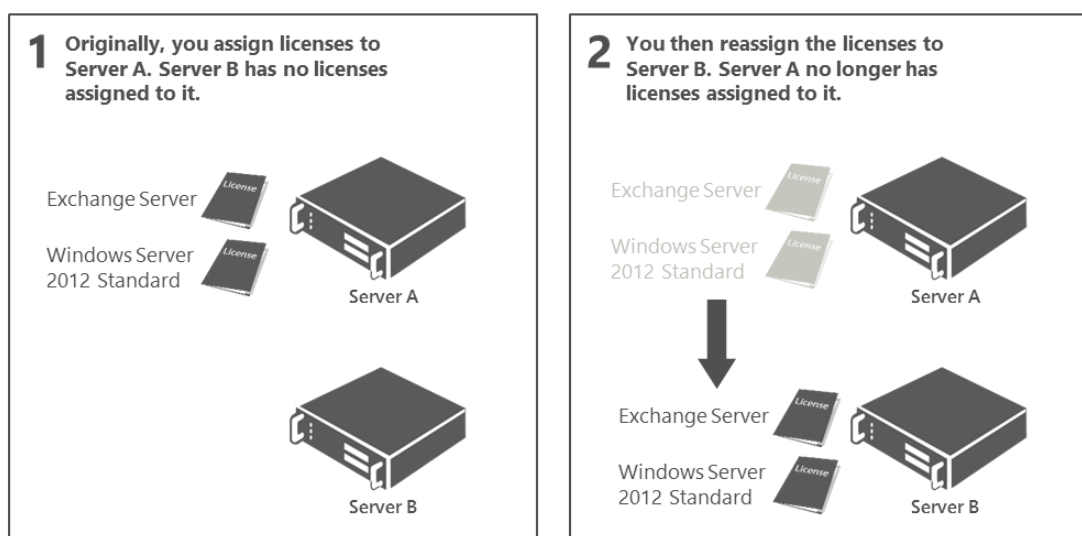 1 Originally, you assign licenses to
Server A. Server B has no licenses
assigned to it.
Exchange Server
License
Windows Server
2012 Standard
License
Server A
Server B
2 You then reassign the licenses to
Server B. Server A no longer has
licenses assigned to it.
Exchange Server
License
Windows Server
2012 Standard
License
Server A
Exchange Server
License
Windows Server
2012 Standard
License
Server B